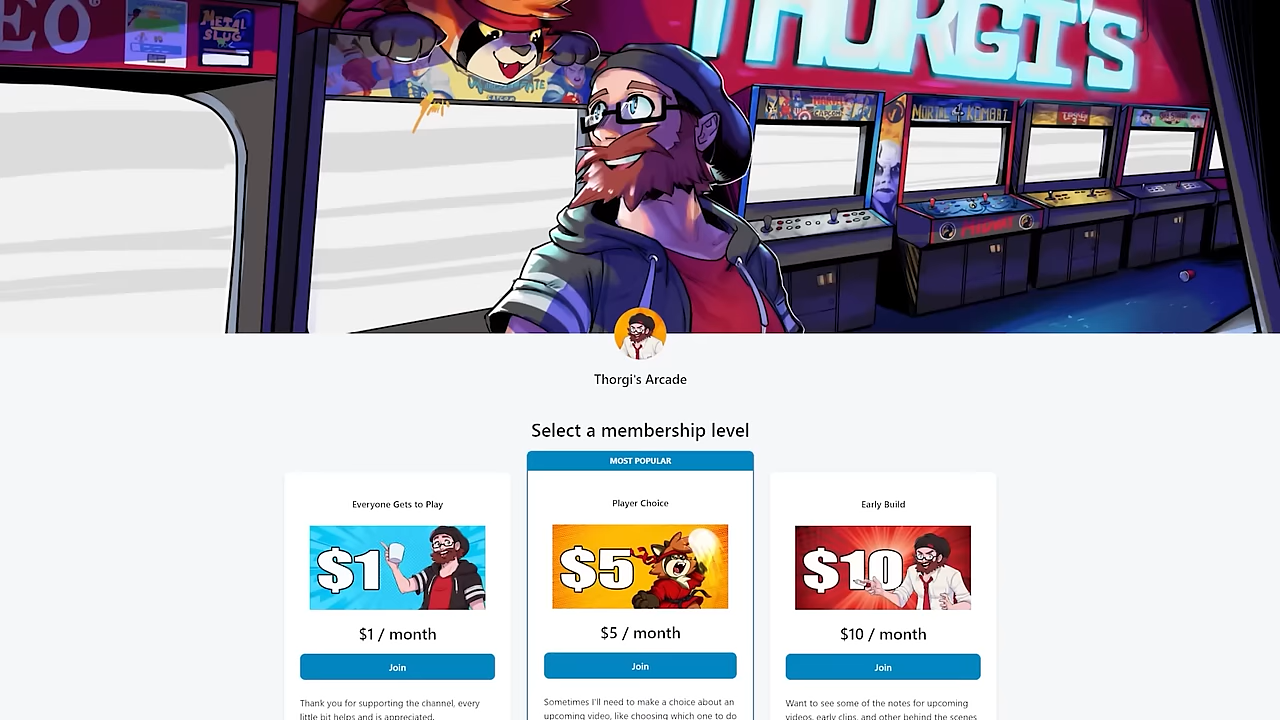 EO
METAL
SLUG
THORGI'S
MORTAL KOMBAT
Thorgi's Arcade
Select a membership level
MOST POPULAR
Everyone Gets to Play
Player Choice
Early Build
$1
$5
$10
$1 / month
$5 / month
$10 / month
Join
Join
Join
Thank you for supporting the channel, every
little bit helps and is appreciated.
Sometimes I'll need to make a choice about an
upcoming video, like choosing which one to do
Want to see some of the notes for upcoming
videos, early clips, and other behind the scenes